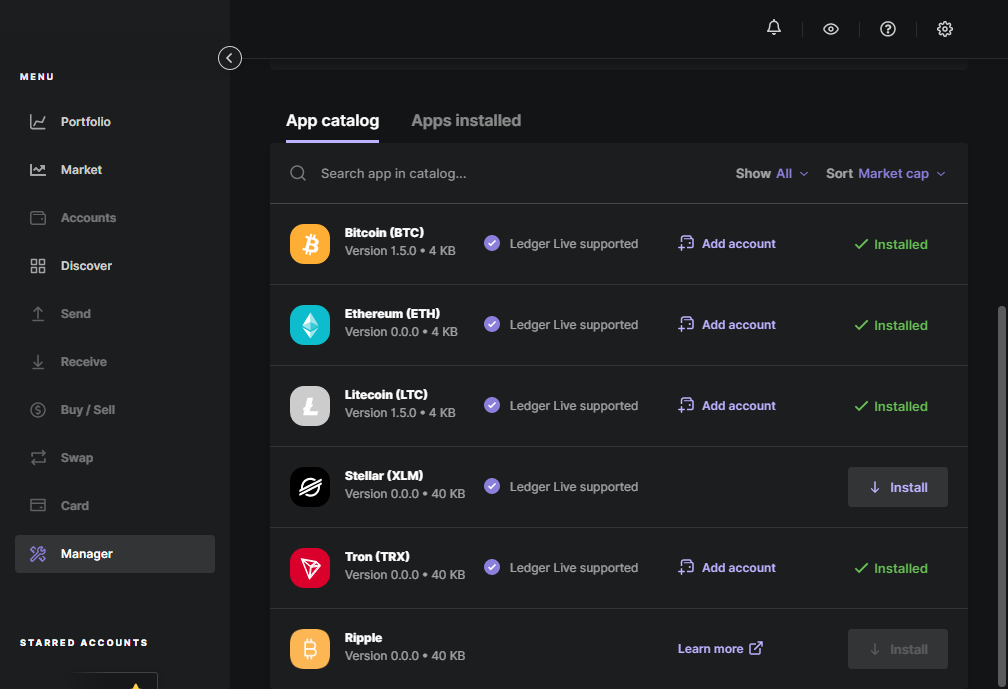 MENU
Portfolio
Market
Accounts
Discover
Send
Receive
Buy / Sell
Swap
Card
Manager
STARRED ACCOUNTS
App catalog Apps installed
Search app in catalog... Show All Sort Market cap
Bitcoin (BTC)
Version 1.5.0 • 4 KB Ledger Live supported Add account Installed
Ethereum (ETH)
Version 0.0.0 • 4 KB Ledger Live supported Add account Installed
Litecoin (LTC)
Version 1.5.0 • 4 KB Ledger Live supported Add account Installed
Stellar (XLM)
Version 0.0.0 • 40 KB Ledger Live supported Install
Tron (TRX)
Version 0.0.0 • 40 KB Ledger Live supported Add account Installed
Ripple
Version 0.0.0 • 40 KB Learn more Install